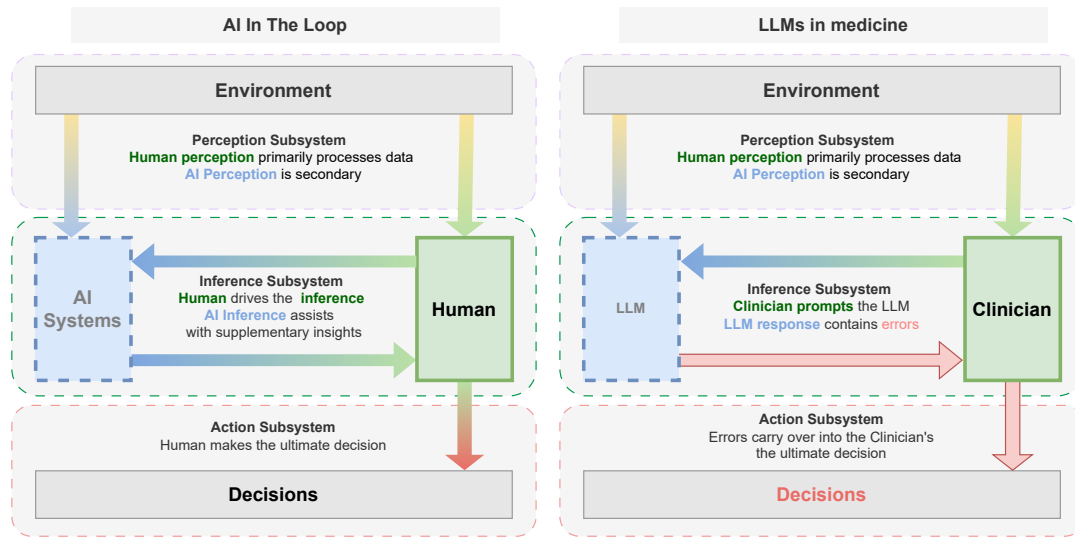 AI In The Loop
Environment
Perception Subsystem
Human perception primarily processes data
AI Perception is secondary
AI
Systems
Inference Subsystem
Human drives the inference
AI Inference assists
with supplementary insights
Human
Action Subsystem
Human makes the ultimate decision
Decisions
LLMs in medicine
Environment
Perception Subsystem
Human perception primarily processes data
AI Perception is secondary
LLM
Inference Subsystem
Clinician prompts the LLM
LLM response contains errors
Clinician
Action Subsystem
Errors carry over into the Clinician's
the ultimate decision
Decisions